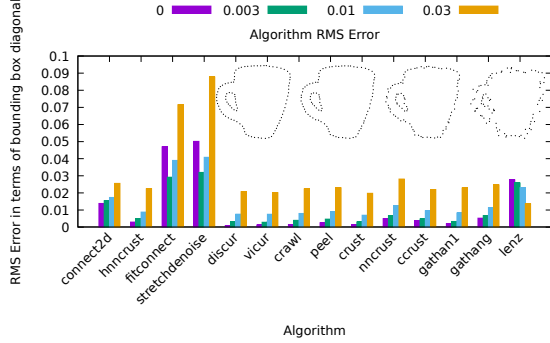 0 0.003 0.01 0.03
Algorithm RMS Error
RMS Error in terms of bounding box diagonal
0.1
0.09
0.08
0.07
0.06
0.05
0.04
0.03
0.02
0.01
0
connect2d
hnncrust
fitconnect
stretchdenoise
discur
vicur
crawl
peel
crust
nncrust
ccrust
gathan1
gathang
lenz
Algorithm